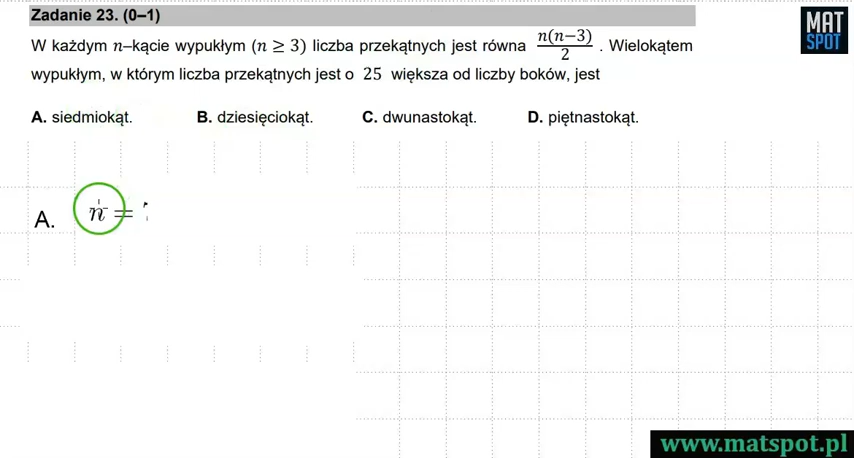 Zadanie 23. (0–1)
MAT
SPOT
W każdym n–kącie wypukłym (n ≥ 3) liczba przekątnych jest równa n(n−3)/2 . Wielokątem
wypukłym, w którym liczba przekątnych jest o 25 większa od liczby boków, jest
A. siedmiokąt. B. dziesięciokąt. C. dwunastokąt. D. piętnastokąt.
A. n =
www.matspot.pl